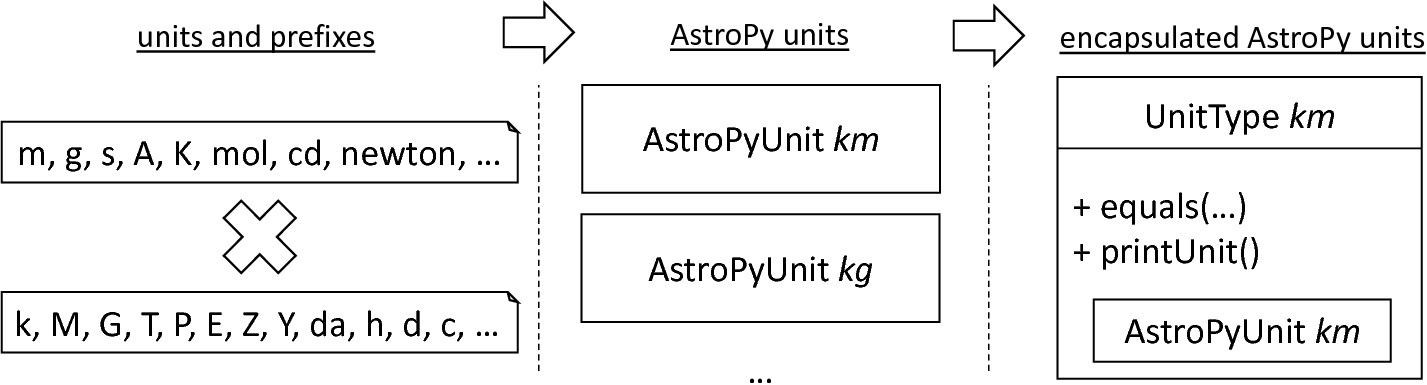 units and prefixes
m, g, s, A, K, mol, cd, newton, ...
k, M, G, T, P, E, Z, Y, da, h, d, c, ...
AstroPy units
AstroPyUnit km
AstroPyUnit kg
...
encapsulated AstroPy units
UnitType km
+ equals(...)
+ printUnit()
AstroPyUnit km